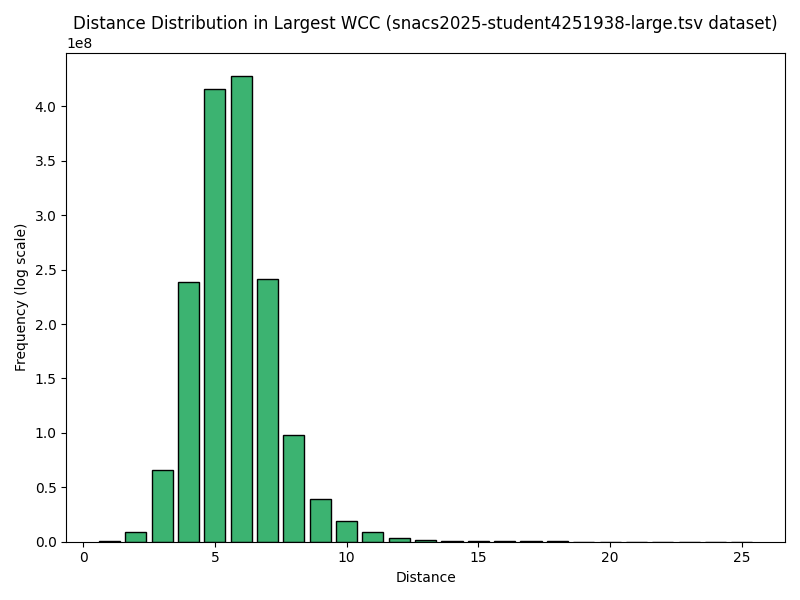 Distance Distribution in Largest WCC (snacs2025-student4251938-large.tsv dataset)
1e8
4.0
3.5
3.0
2.5
2.0
1.5
1.0
0.5
0.0
Frequency (log scale)
0 5 10 15 20 25
Distance